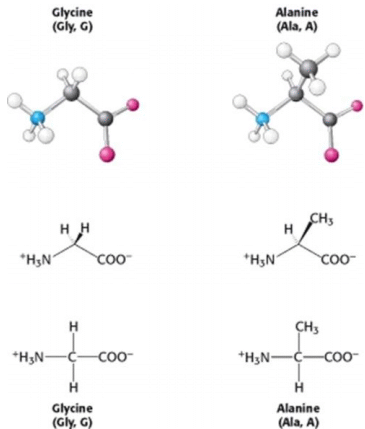 Glycine
(Gly, G)
Alanine
(Ala, A)
H H
⁺H₃N COO⁻
CH₃
H
⁺H₃N COO⁻
H
⁺H₃N—C—COO⁻
H
CH₃
⁺H₃N—C—COO⁻
H
Glycine
(Gly, G)
Alanine
(Ala, A)